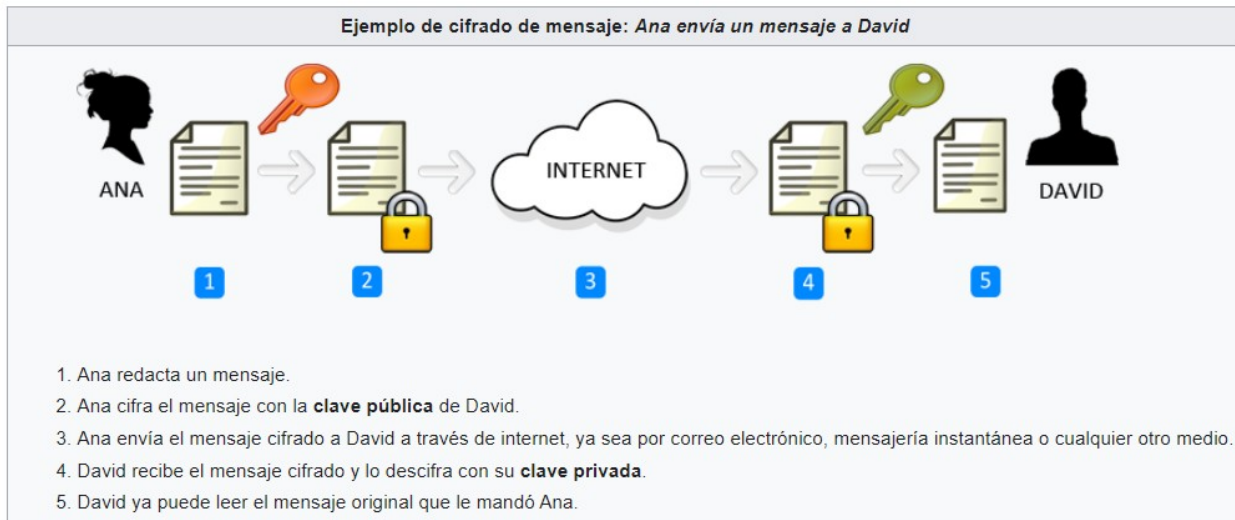 Ejemplo de cifrado de mensaje: Ana envía un mensaje a David
ANA
INTERNET
DAVID
1
2
3
4
5
1. Ana redacta un mensaje.
2. Ana cifra el mensaje con la clave pública de David.
3. Ana envía el mensaje cifrado a David a través de internet, ya sea por correo electrónico, mensajería instantánea o cualquier otro medio.
4. David recibe el mensaje cifrado y lo descifra con su clave privada.
5. David ya puede leer el mensaje original que le mandó Ana.